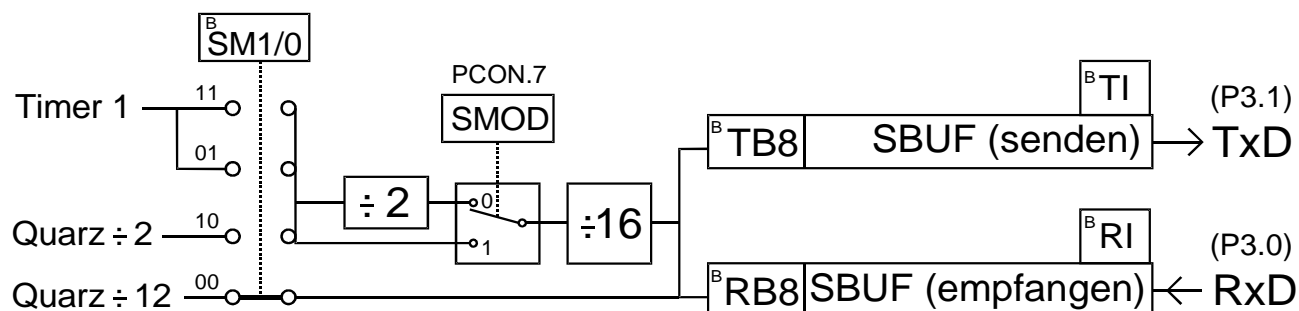 B SM1/0
PCON.7
SMOD
Timer 1
11
01
Quarz ÷ 2
10
Quarz ÷ 12
00
÷ 2
0
1
÷16
B TI
B TB8 SBUF (senden)
(P3.1)
TxD
B RI
B RB8 SBUF (empfangen)
(P3.0)
RxD